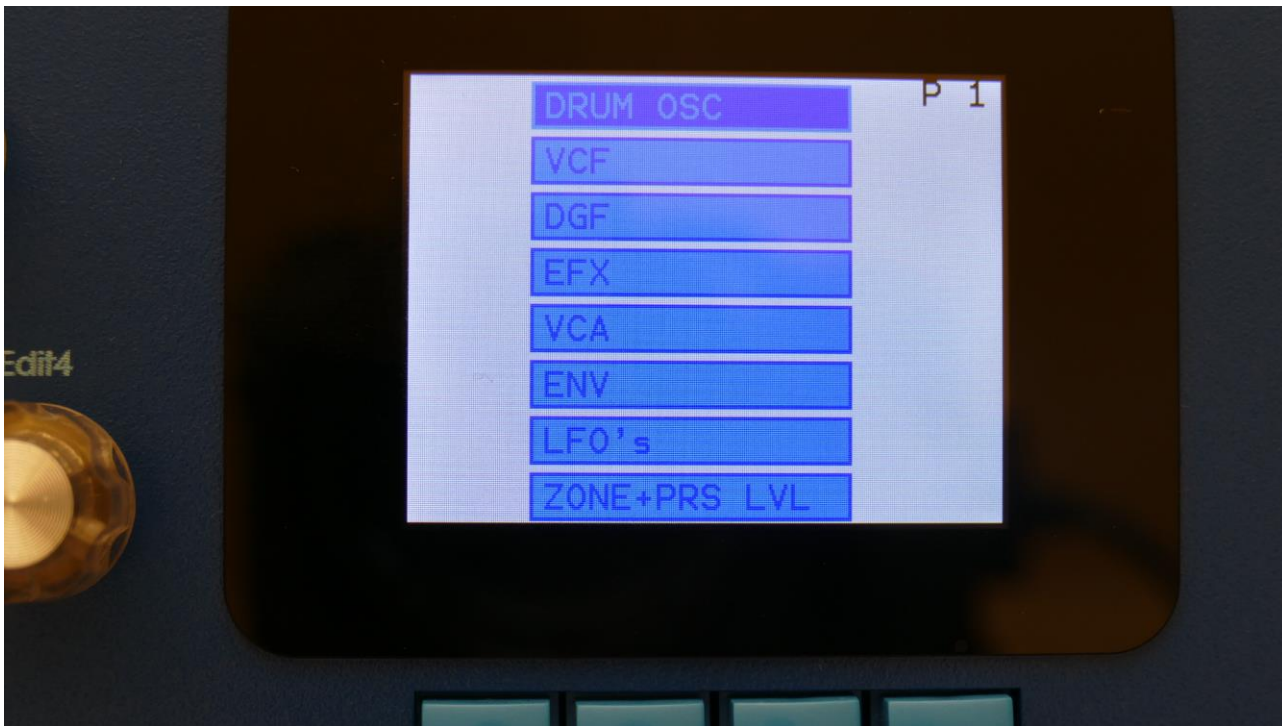 P 1
DRUM OSC
VCF
DGF
EFX
VCA
ENV
LFO's
ZONE+PRS LVL
Edit4